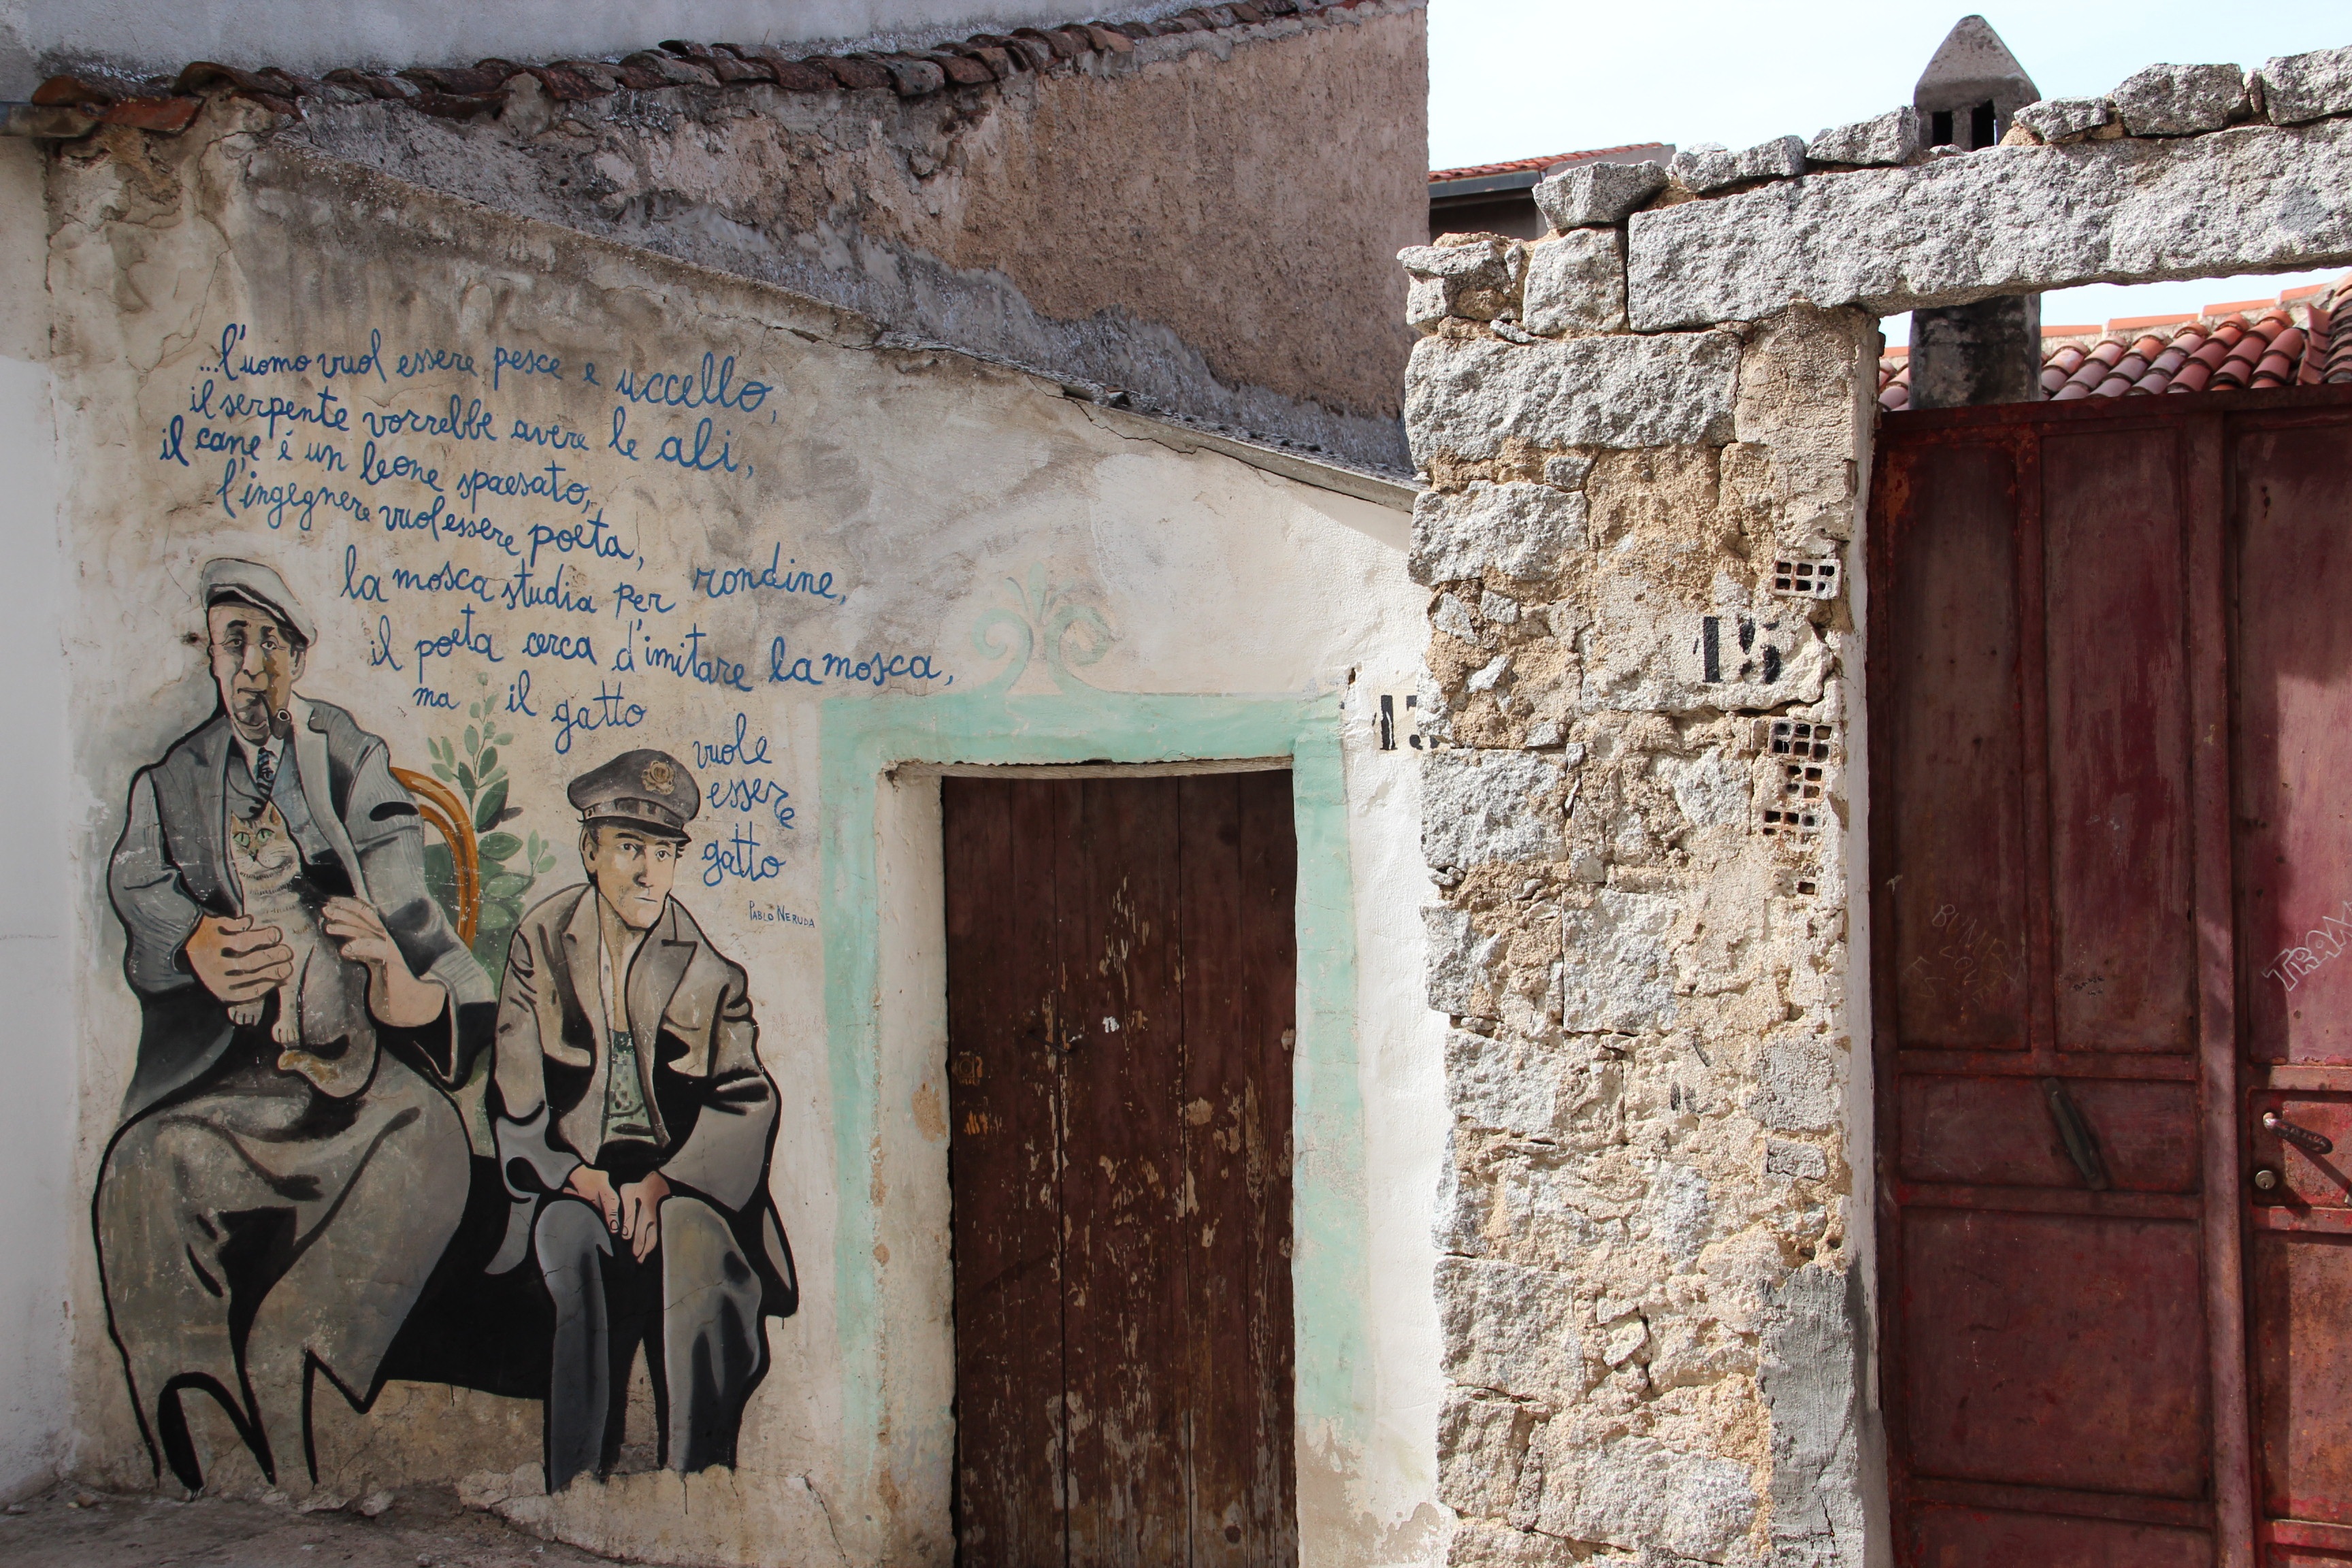 ...l'uomo vuol essere pesce e uccello,
il serpente vorrebbe avere le ali,
il cane é un leone spaesato,
l'ingegnere vuol essere poeta,
la mosca studia per rondine,
il poeta cerca d'imitare la mosca,
ma il gatto
vuole
essere
gatto
PABLO NERUDA
13
15